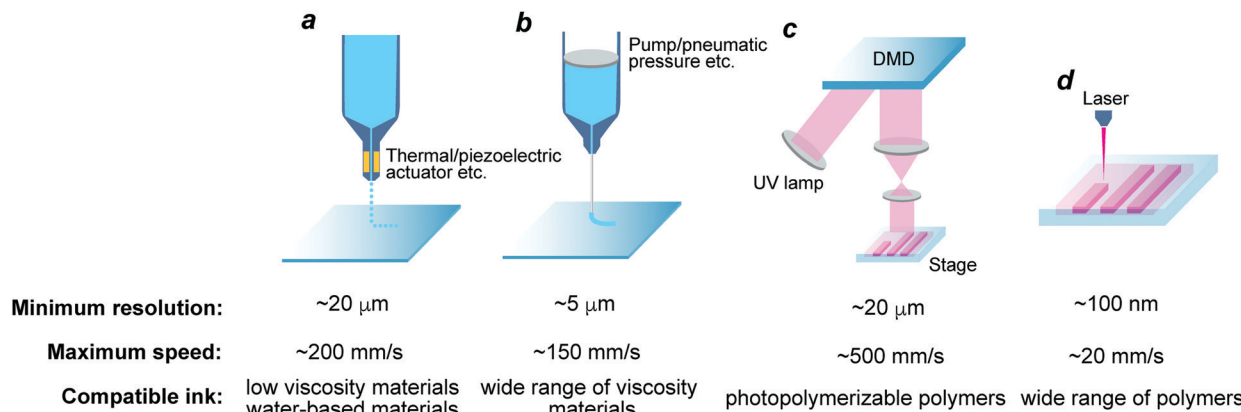 a
b
c
d
Pump/pneumatic
pressure etc.
DMD
Laser
Thermal/piezoelectric
actuator etc.
UV lamp
Stage
Minimum resolution: ~20 μm ~5 μm ~20 μm ~100 nm
Maximum speed: ~200 mm/s ~150 mm/s ~500 mm/s ~20 mm/s
Compatible ink: low viscosity materials wide range of viscosity photopolymerizable polymers wide range of polymers
water-based materials materials